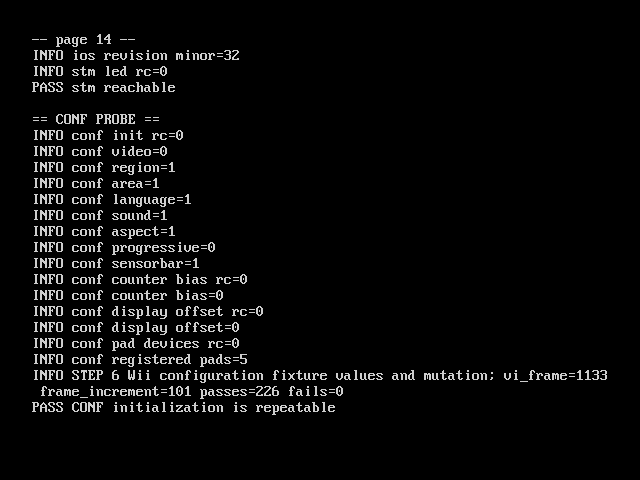 -- page 14 --
INFO ios revision minor=32
INFO stm led rc=0
PASS stm reachable

== CONF PROBE ==
INFO conf init rc=0
INFO conf video=0
INFO conf region=1
INFO conf area=1
INFO conf language=1
INFO conf sound=1
INFO conf aspect=1
INFO conf progressive=0
INFO conf sensorbar=1
INFO conf counter bias rc=0
INFO conf counter bias=0
INFO conf display offset rc=0
INFO conf display offset=0
INFO conf pad devices rc=0
INFO conf registered pads=5
INFO STEP 6 Wii configuration fixture values and mutation; vi_frame=1133
frame_increment=101 passes=226 fails=0
PASS CONF initialization is repeatable